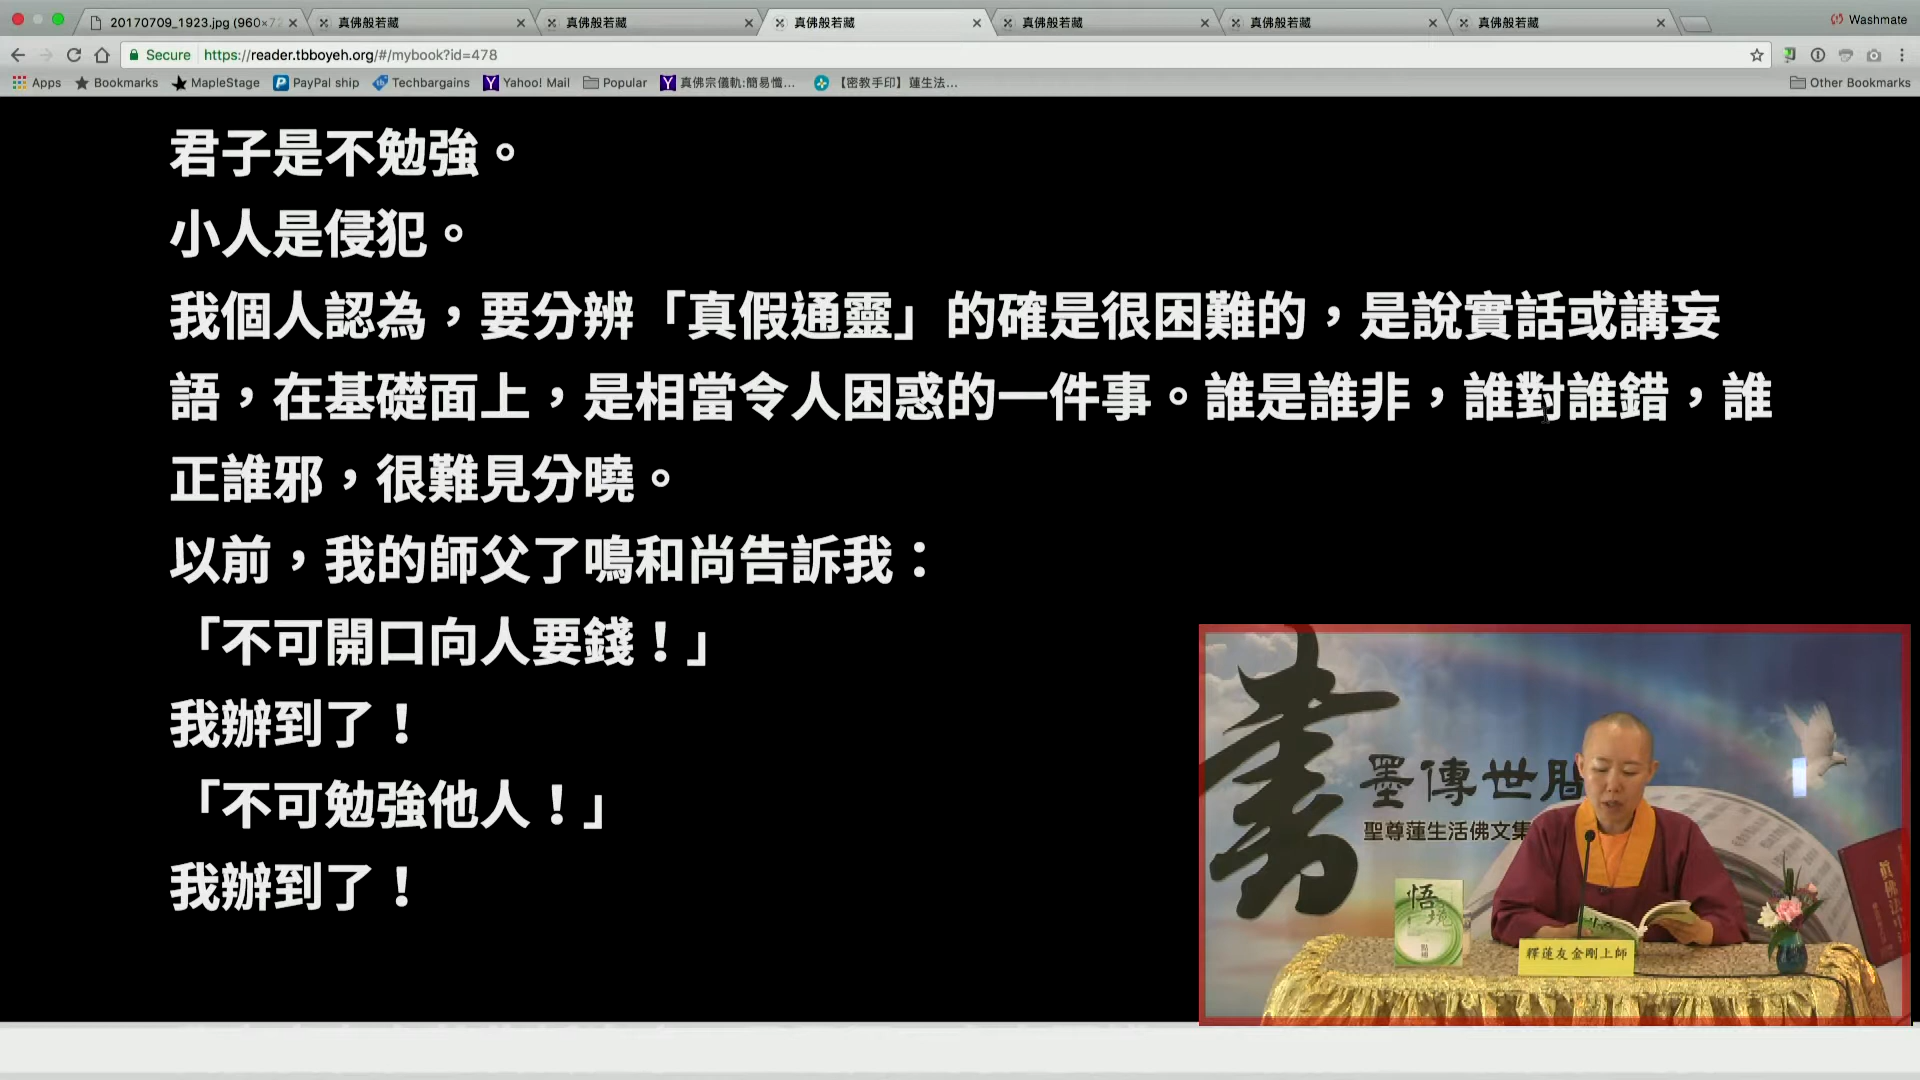 20170709_1923.jpg (960×72
真佛般若藏
真佛般若藏
真佛般若藏
真佛般若藏
真佛般若藏
真佛般若藏
Washmate
Secure
https://reader.tbboyeh.org/#/mybook?id=478
Apps
Bookmarks
MapleStage
PayPal ship
Techbargains
Yahoo! Mail
Popular
真佛宗儀軌:簡易懺...
【密教手印】蓮生法...
Other Bookmarks
君子是不勉強。
小人是侵犯。
我個人認為，要分辨「真假通靈」的確是很困難的，是說實話或講妄
語，在基礎面上，是相當令人困惑的一件事。誰是誰非，誰對誰錯，誰
正誰邪，很難見分曉。
以前，我的師父了鳴和尚告訴我：
「不可開口向人要錢！」
我辦到了！
「不可勉強他人！」
我辦到了！
書
墨傳世間
聖尊蓮生活佛文集
釋蓮友金剛上師